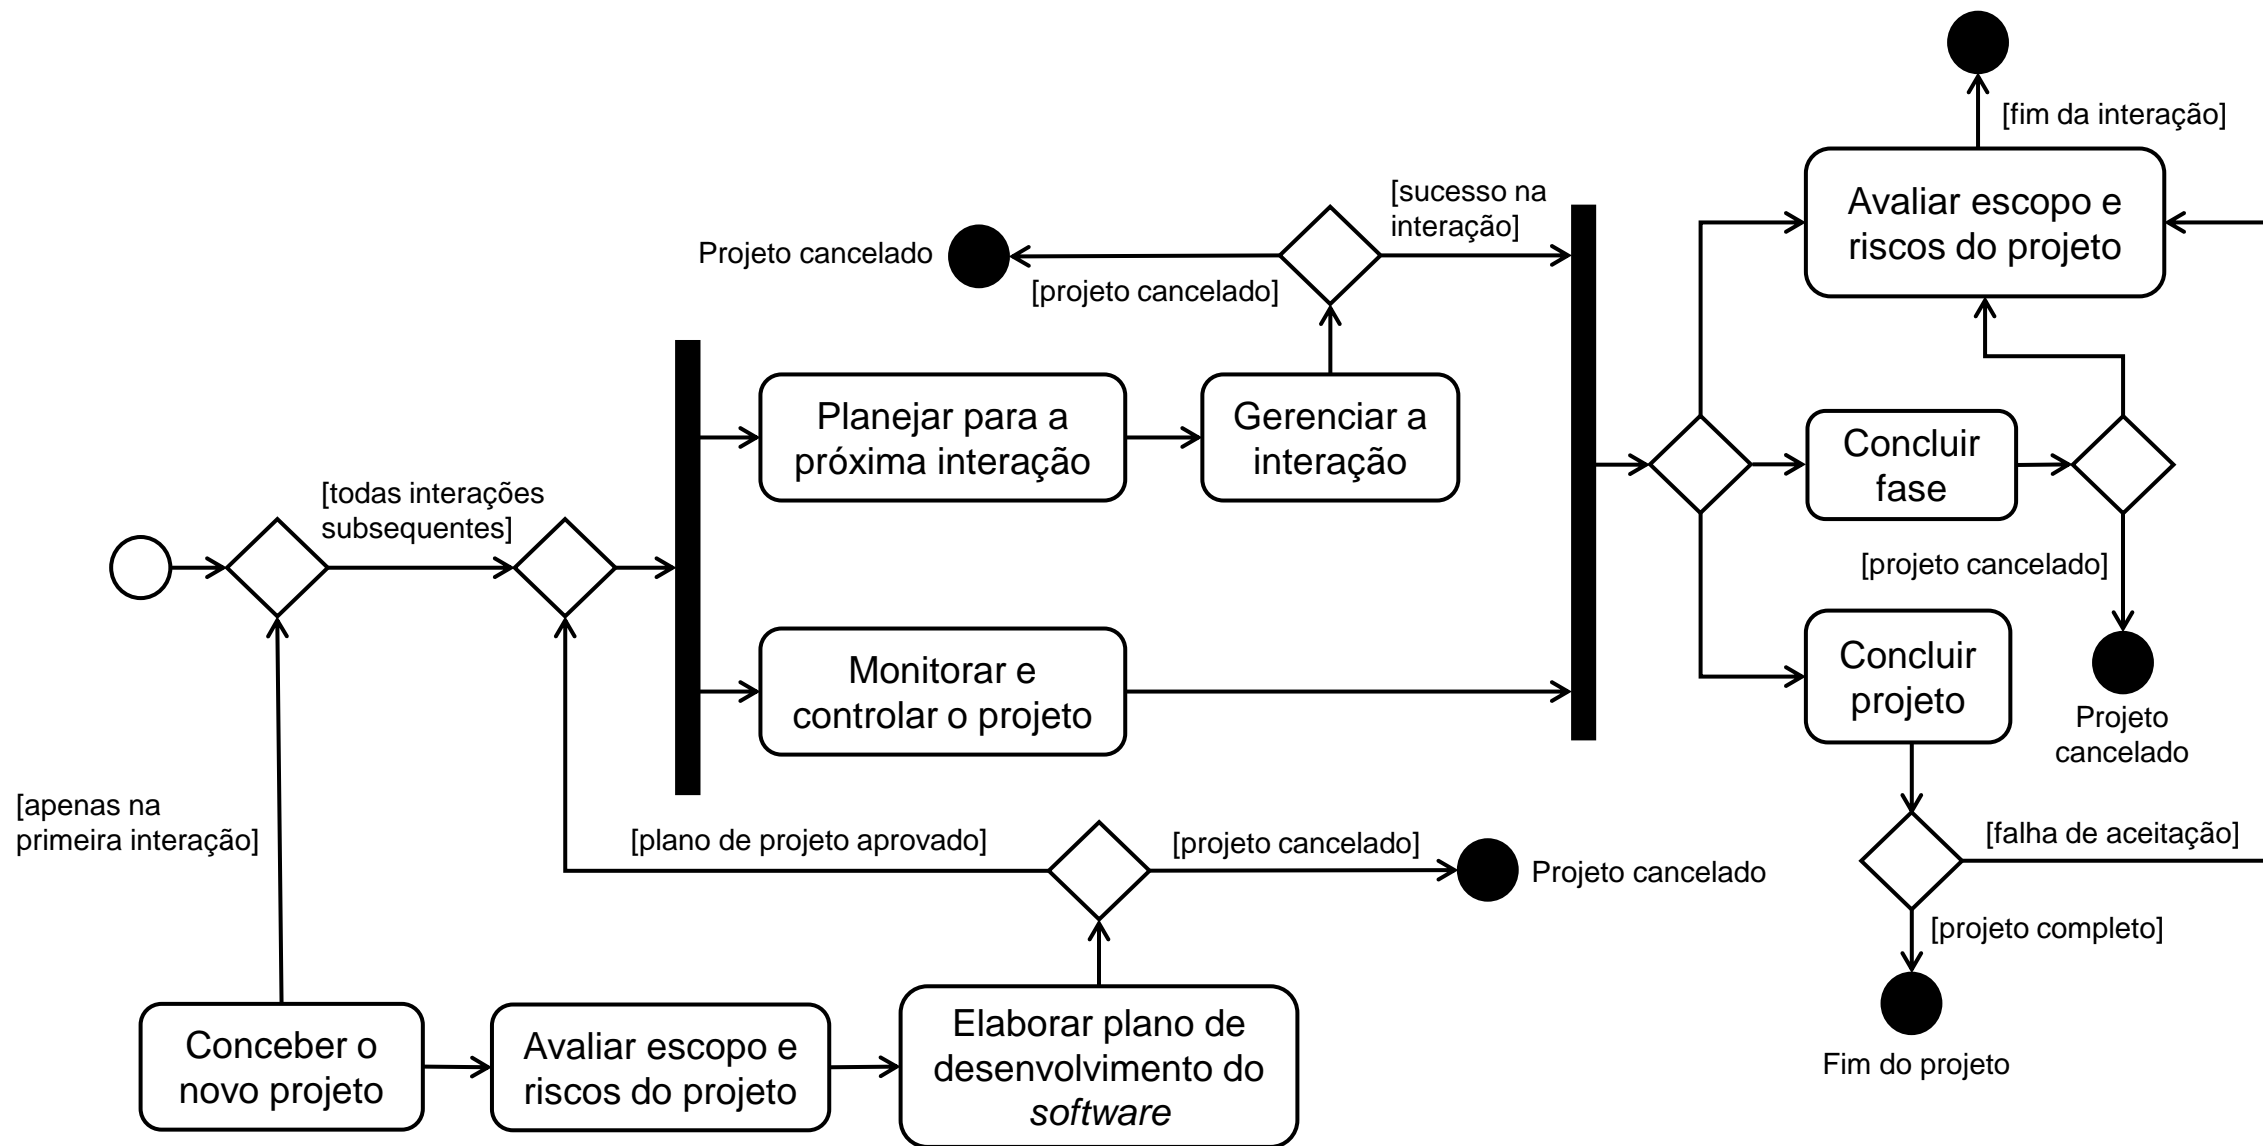 [fim da interação]
Avaliar escopo e
riscos do projeto
[sucesso na
interação]
Projeto cancelado
[projeto cancelado]
Planejar para a
próxima interação
Gerenciar a
interação
Concluir
fase
[todas interações
subsequentes]
[projeto cancelado]
Monitorar e
controlar o projeto
Concluir
projeto
Projeto
cancelado
[apenas na
primeira interação]
[plano de projeto aprovado]
[projeto cancelado]
Projeto cancelado
[falha de aceitação]
[projeto completo]
Conceber o
novo projeto
Avaliar escopo e
riscos do projeto
Elaborar plano de
desenvolvimento do
software
Fim do projeto